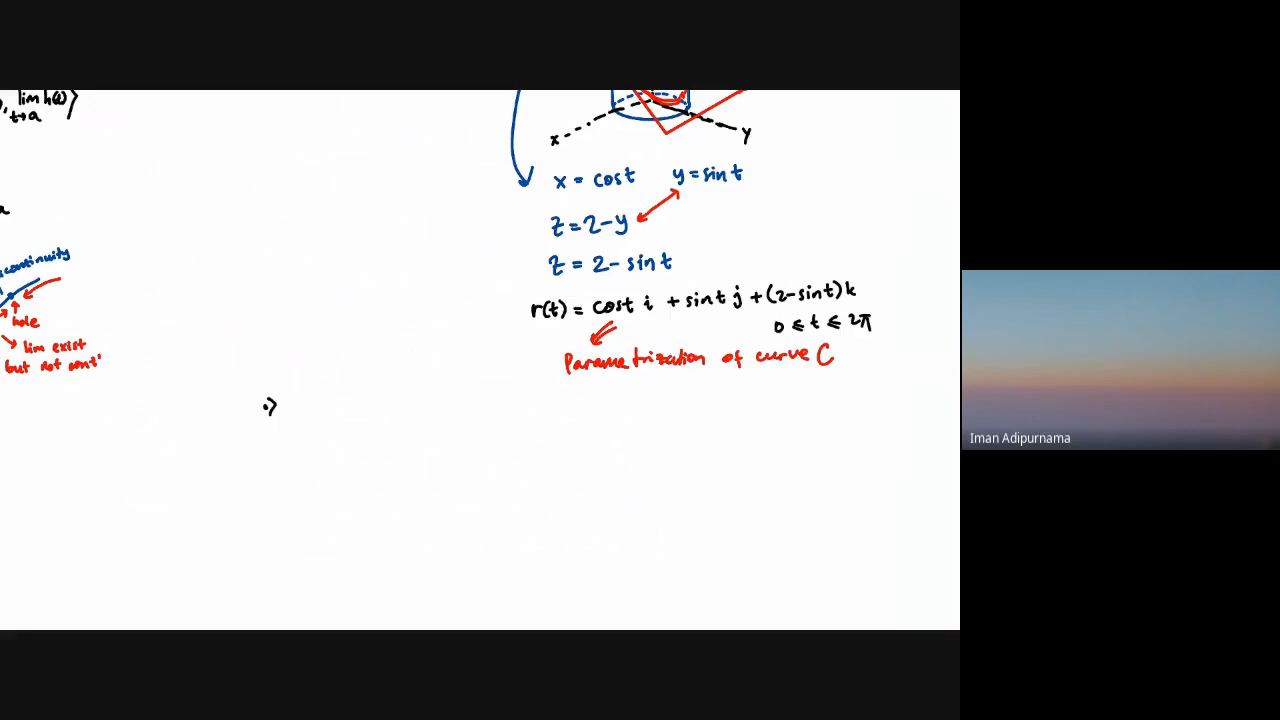 lim h(t)⟩
t→a
x
y
x = cos t y = sin t
z = 2-y
z = 2 - sin t
continuity
hole
lim exist
but not cont'
r(t) = cos t i + sin t j + (2-sin t) k
0 ≤ t ≤ 2π
Parametrization of curve C
Iman Adipurnama